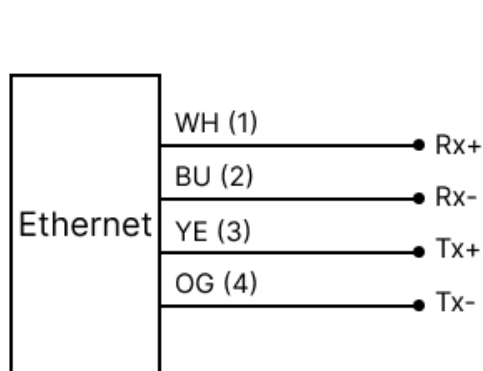 WH (1)
Rx+
BU (2)
Rx-
Ethernet
YE (3)
Tx+
OG (4)
Tx-